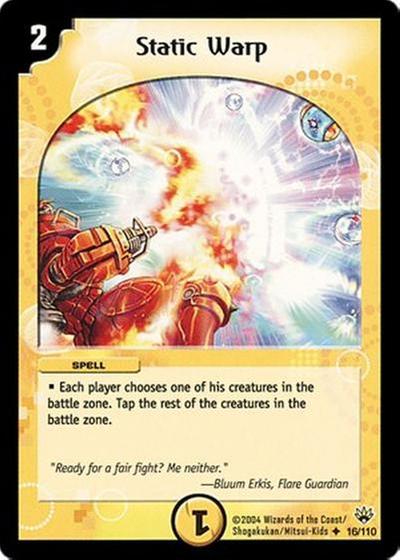 2
Static Warp
SPELL
▪ Each player chooses one of his creatures in the
battle zone. Tap the rest of the creatures in the
battle zone.
"Ready for a fair fight? Me neither."
—Bluum Erkis, Flare Guardian
1
©2004 Wizards of the Coast/
Shogakukan/Mitsui-Kids ✦ 16/110